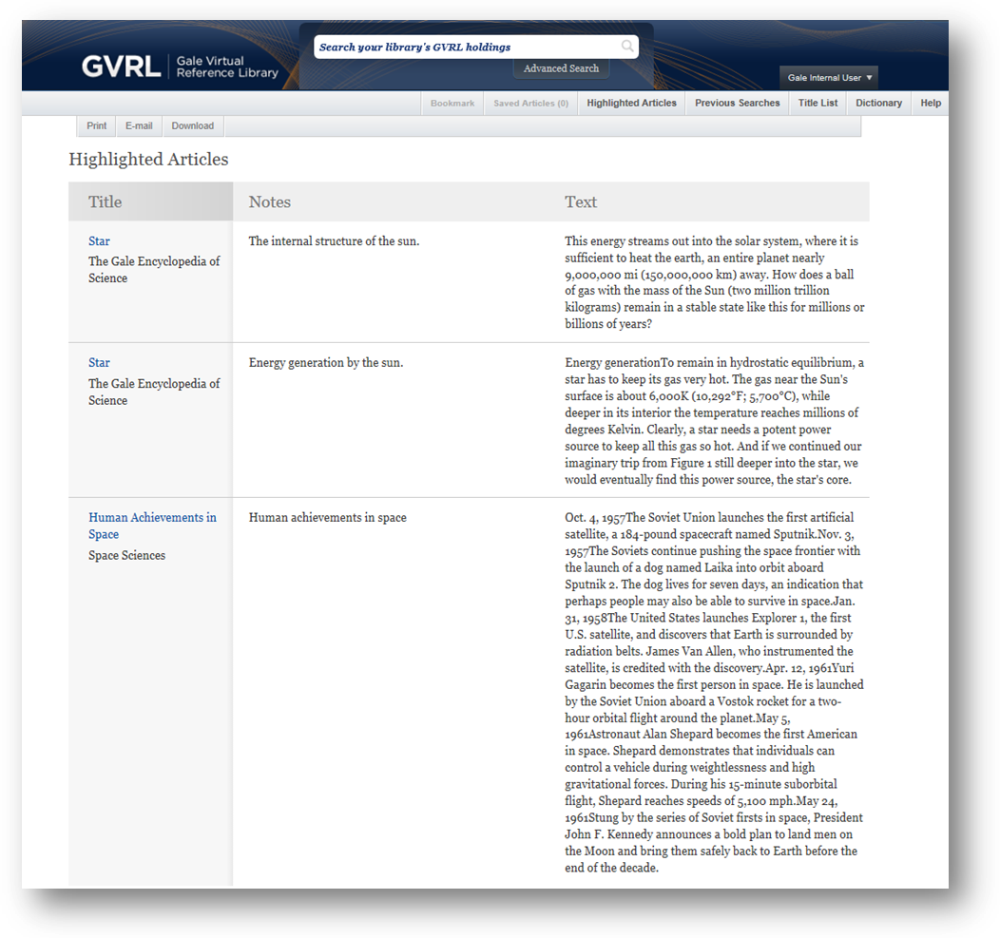 Search your library's GVRL holdings
GVRL
Gale Virtual
Reference Library
Advanced Search
Gale Internal User ▼
Bookmark
Saved Articles (0)
Highlighted Articles
Previous Searches
Title List
Dictionary
Help
Print
E-mail
Download
Highlighted Articles
Title
Notes
Text
Star
The Gale Encyclopedia of
Science
The internal structure of the sun.
This energy streams out into the solar system, where it is
sufficient to heat the earth, an entire planet nearly
9,000,000 mi (150,000,000 km) away. How does a ball
of gas with the mass of the Sun (two million trillion
kilograms) remain in a stable state like this for millions or
billions of years?
Star
The Gale Encyclopedia of
Science
Energy generation by the sun.
Energy generationTo remain in hydrostatic equilibrium, a
star has to keep its gas very hot. The gas near the Sun's
surface is about 6,000K (10,292°F; 5,700°C), while
deeper in its interior the temperature reaches millions of
degrees Kelvin. Clearly, a star needs a potent power
source to keep all this gas so hot. And if we continued our
imaginary trip from Figure 1 still deeper into the star, we
would eventually find this power source, the star's core.
Human Achievements in
Space
Space Sciences
Human achievements in space
Oct. 4, 1957The Soviet Union launches the first artificial
satellite, a 184-pound spacecraft named Sputnik.Nov. 3,
1957The Soviets continue pushing the space frontier with
the launch of a dog named Laika into orbit aboard
Sputnik 2. The dog lives for seven days, an indication that
perhaps people may also be able to survive in space.Jan.
31, 1958The United States launches Explorer 1, the first
U.S. satellite, and discovers that Earth is surrounded by
radiation belts. James Van Allen, who instrumented the
satellite, is credited with the discovery.Apr. 12, 1961Yuri
Gagarin becomes the first person in space. He is launched
by the Soviet Union aboard a Vostok rocket for a two-
hour orbital flight around the planet.May 5,
1961Astronaut Alan Shepard becomes the first American
in space. Shepard demonstrates that individuals can
control a vehicle during weightlessness and high
gravitational forces. During his 15-minute suborbital
flight, Shepard reaches speeds of 5,100 mph.May 24,
1961Stung by the series of Soviet firsts in space, President
John F. Kennedy announces a bold plan to land men on
the Moon and bring them safely back to Earth before the
end of the decade.